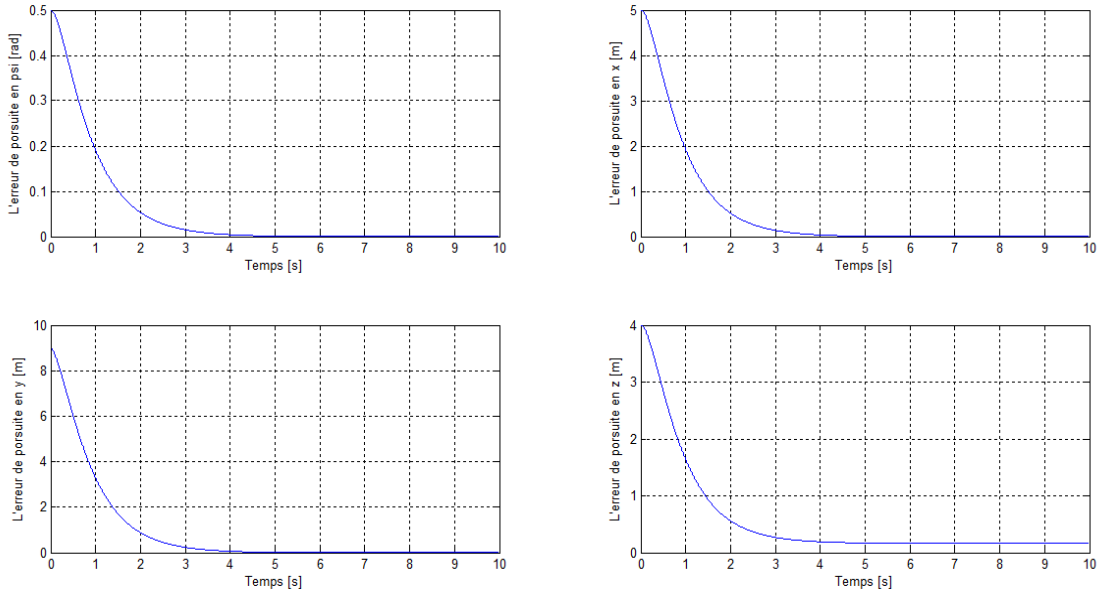 0.5
0.4
0.3
0.2
0.1
0
L'erreur de porsuite en psi [rad]
0 1 2 3 4 5 6 7 8 9 10
Temps [s]
5
4
3
2
1
0
L'erreur de porsuite en x [m]
0 1 2 3 4 5 6 7 8 9 10
Temps [s]
10
8
6
4
2
0
L'erreur de porsuite en y [m]
0 1 2 3 4 5 6 7 8 9 10
Temps [s]
4
3
2
1
0
L'erreur de porsuite en z [m]
0 1 2 3 4 5 6 7 8 9 10
Temps [s]